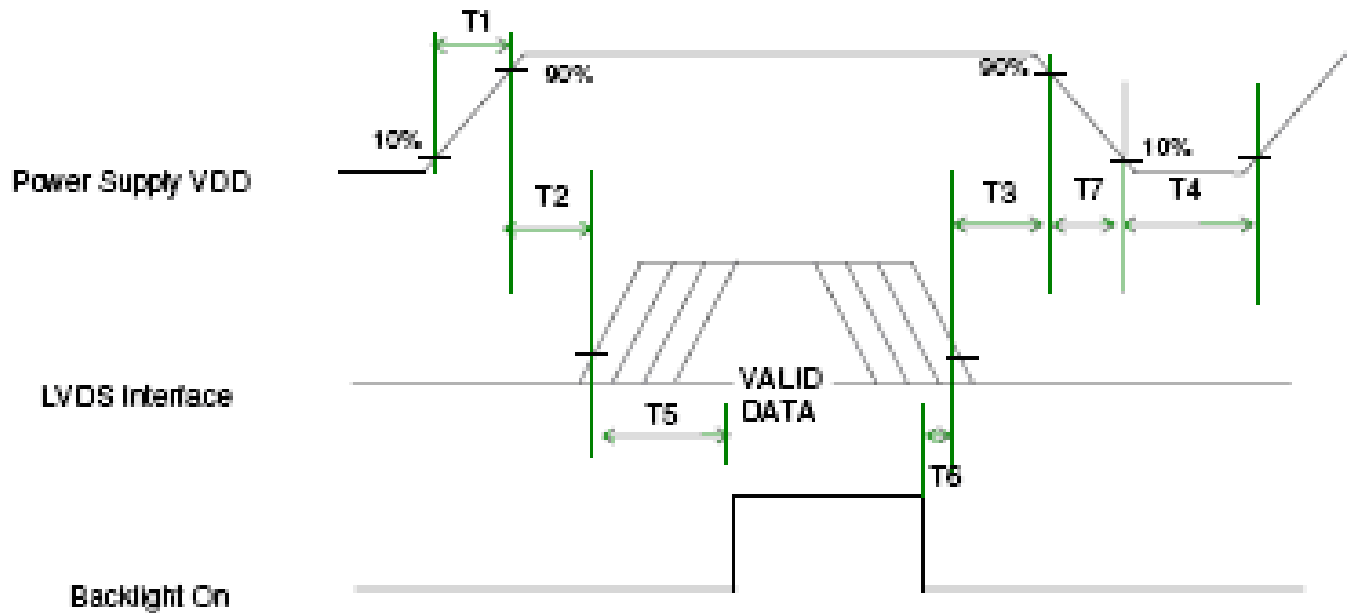 T1
90%
90%
10%
10%
Power Supply VDD
T2
T3
T7
T4
LVDS Interface
VALID
DATA
T5
T6
Backlight On